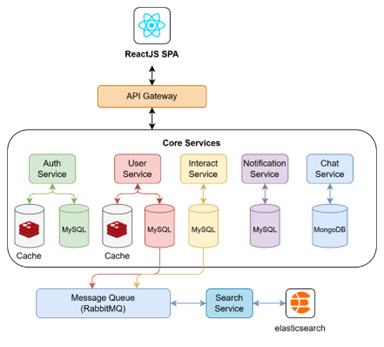 ReactJS SPA
API Gateway
Core Services
Auth
Service
User
Service
Interact
Service
Notification
Service
Chat
Service
MySQL
MySQL
MySQL
MySQL
MongoDB
Cache
Cache
Message Queue
(RabbitMQ)
Search
Service
elasticsearch